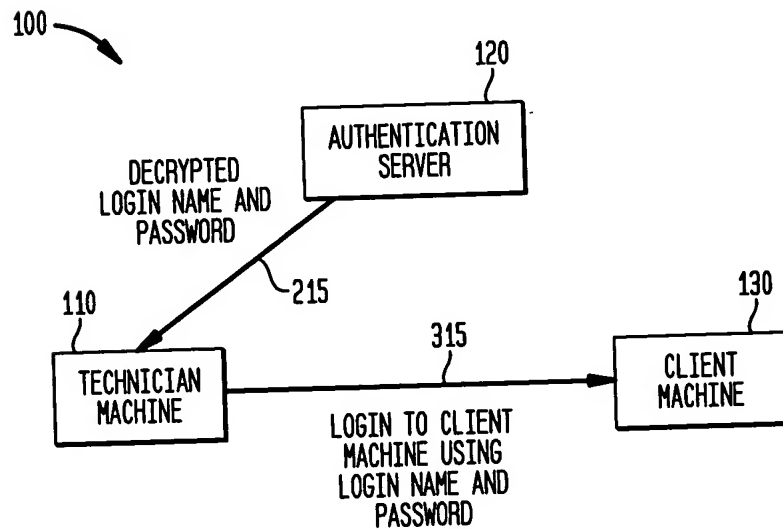 100
120
AUTHENTICATION
SERVER
DECRYPTED
LOGIN NAME AND
PASSWORD
215
110
TECHNICIAN
MACHINE
315
130
CLIENT
MACHINE
LOGIN TO CLIENT
MACHINE USING
LOGIN NAME AND
PASSWORD